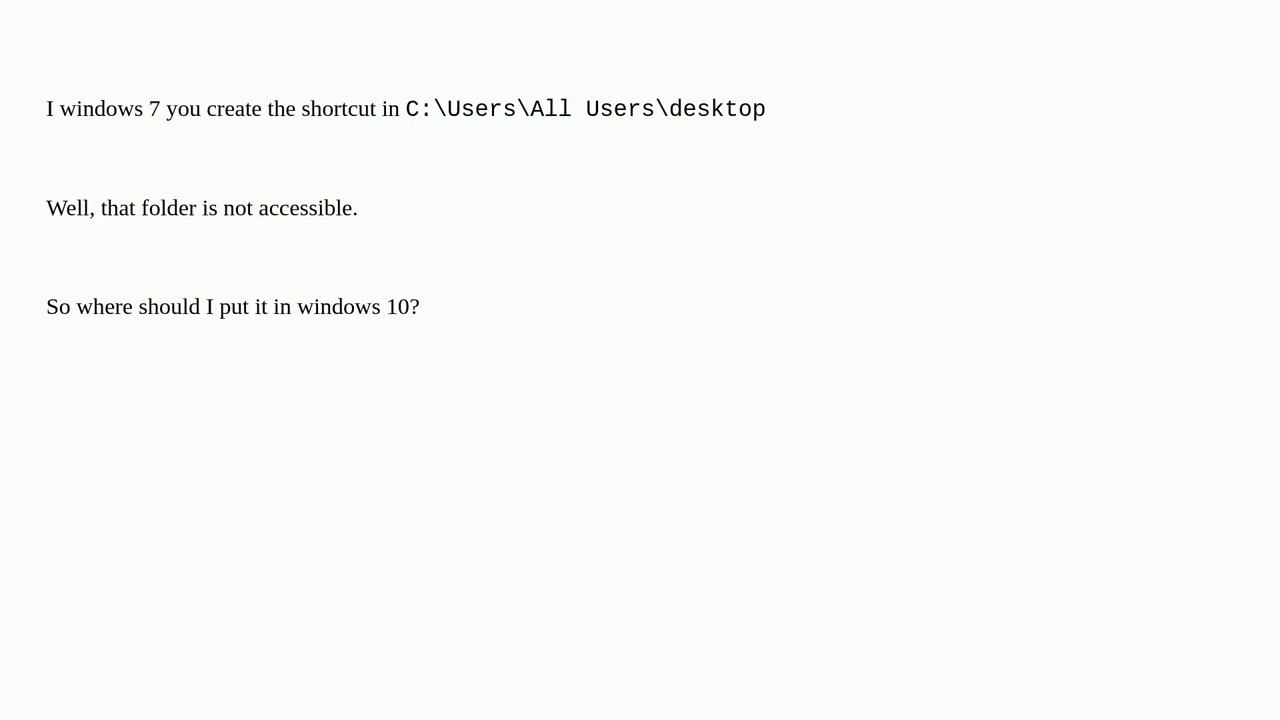 I windows 7 you create the shortcut in C:\Users\All Users\desktop
Well, that folder is not accessible.
So where should I put it in windows 10?